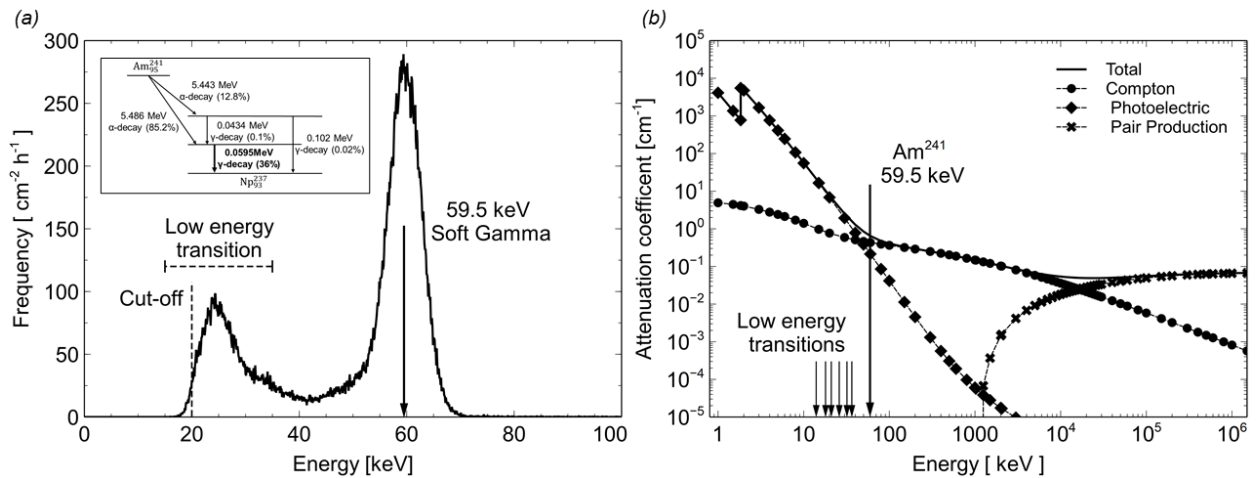 (a)
300
250
200
150
100
50
0
Frequency [ cm⁻² h⁻¹ ]
Am²⁴¹₉₅
5.443 MeV
α-decay (12.8%)
5.486 MeV
α-decay (85.2%)
0.0434 MeV
γ-decay (0.1%)
0.102 MeV
γ-decay (0.02%)
0.0595MeV
γ-decay (36%)
Np²³⁷₉₃
Low energy
transition
Cut-off
59.5 keV
Soft Gamma
0 20 40 60 80 100
Energy [keV]
(b)
10⁵
10⁴
10³
10²
10¹
10⁰
10⁻¹
10⁻²
10⁻³
10⁻⁴
10⁻⁵
Attenuation coefficent [cm⁻¹]
Total
Compton
Photoelectric
Pair Production
Am²⁴¹
59.5 keV
Low energy
transitions
1 10 100 1000 10⁴ 10⁵ 10⁶
Energy [ keV ]